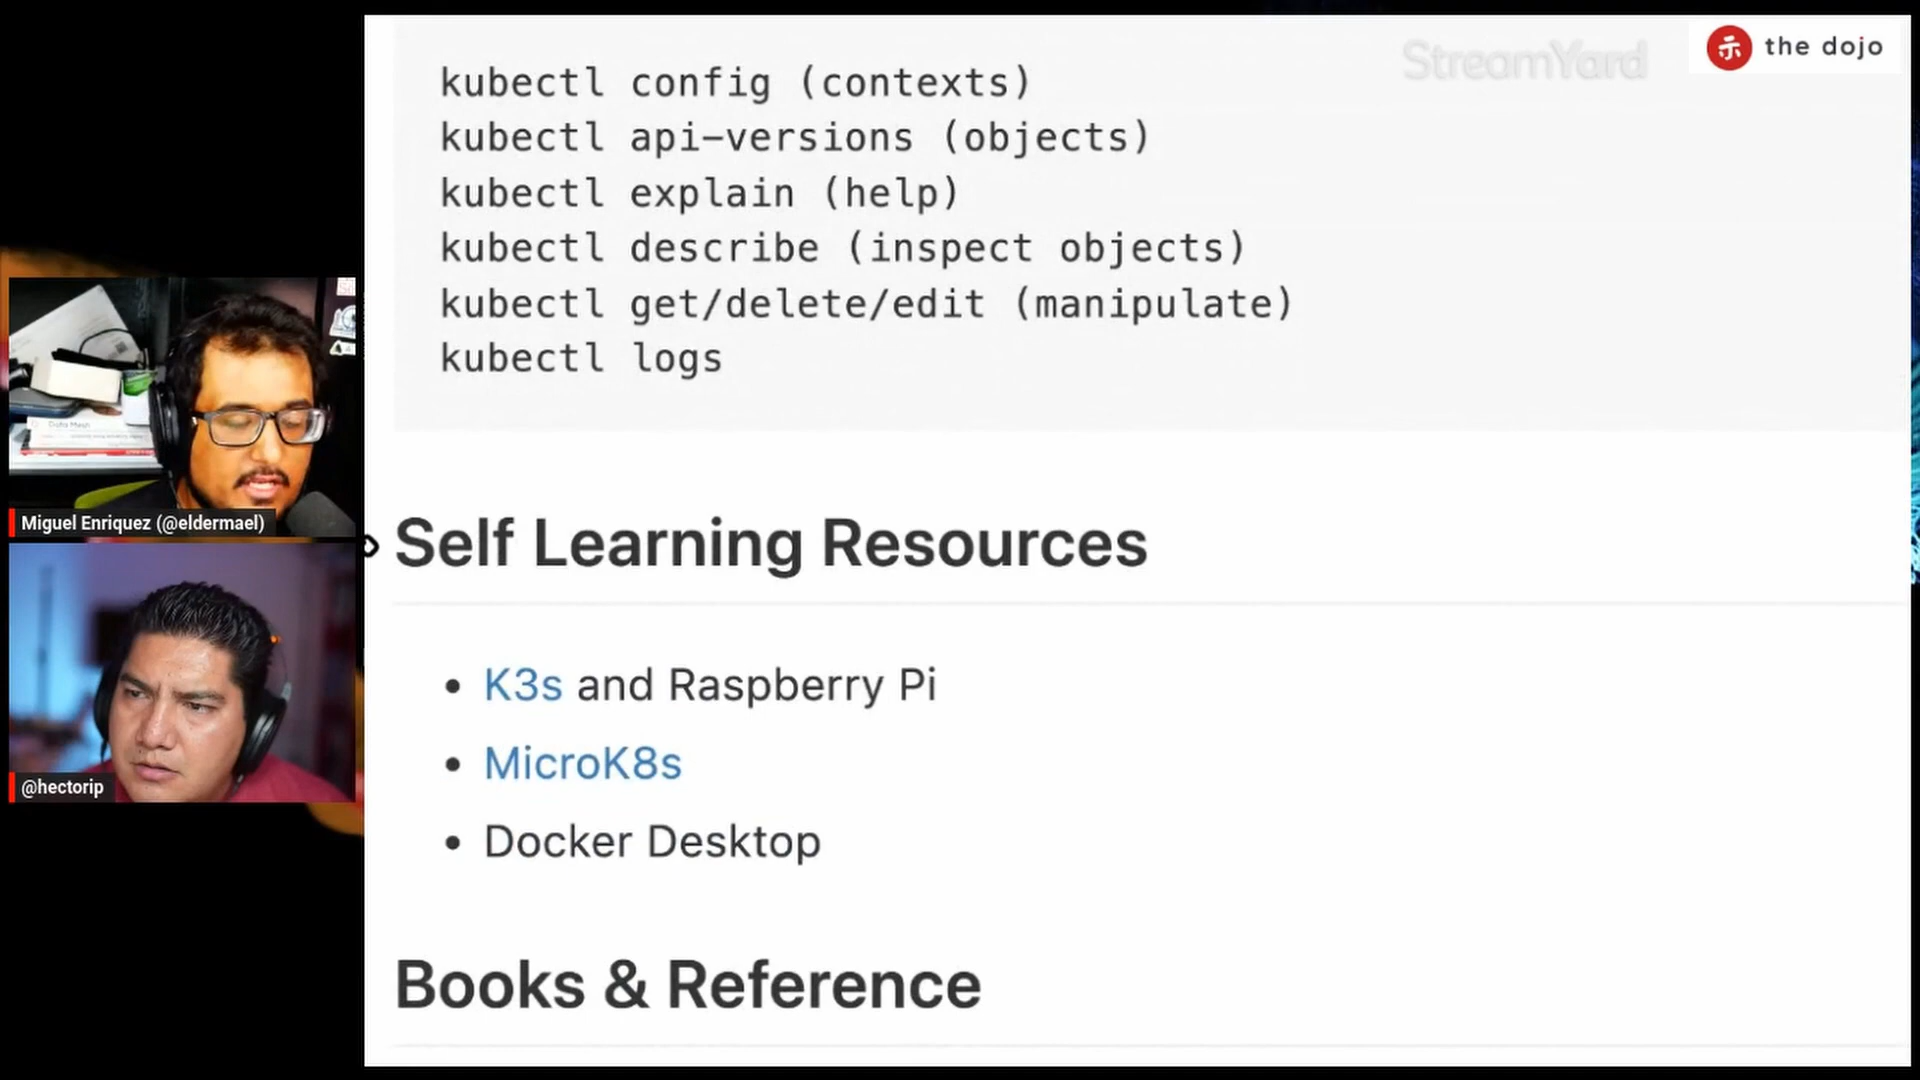 kubectl config (contexts)
kubectl api-versions (objects)
kubectl explain (help)
kubectl describe (inspect objects)
kubectl get/delete/edit (manipulate)
kubectl logs
StreamYard
the dojo
Miguel Enriquez (@eldermael)
@hectorip
Self Learning Resources
K3s and Raspberry Pi
MicroK8s
Docker Desktop
Books & Reference
Data Mesh